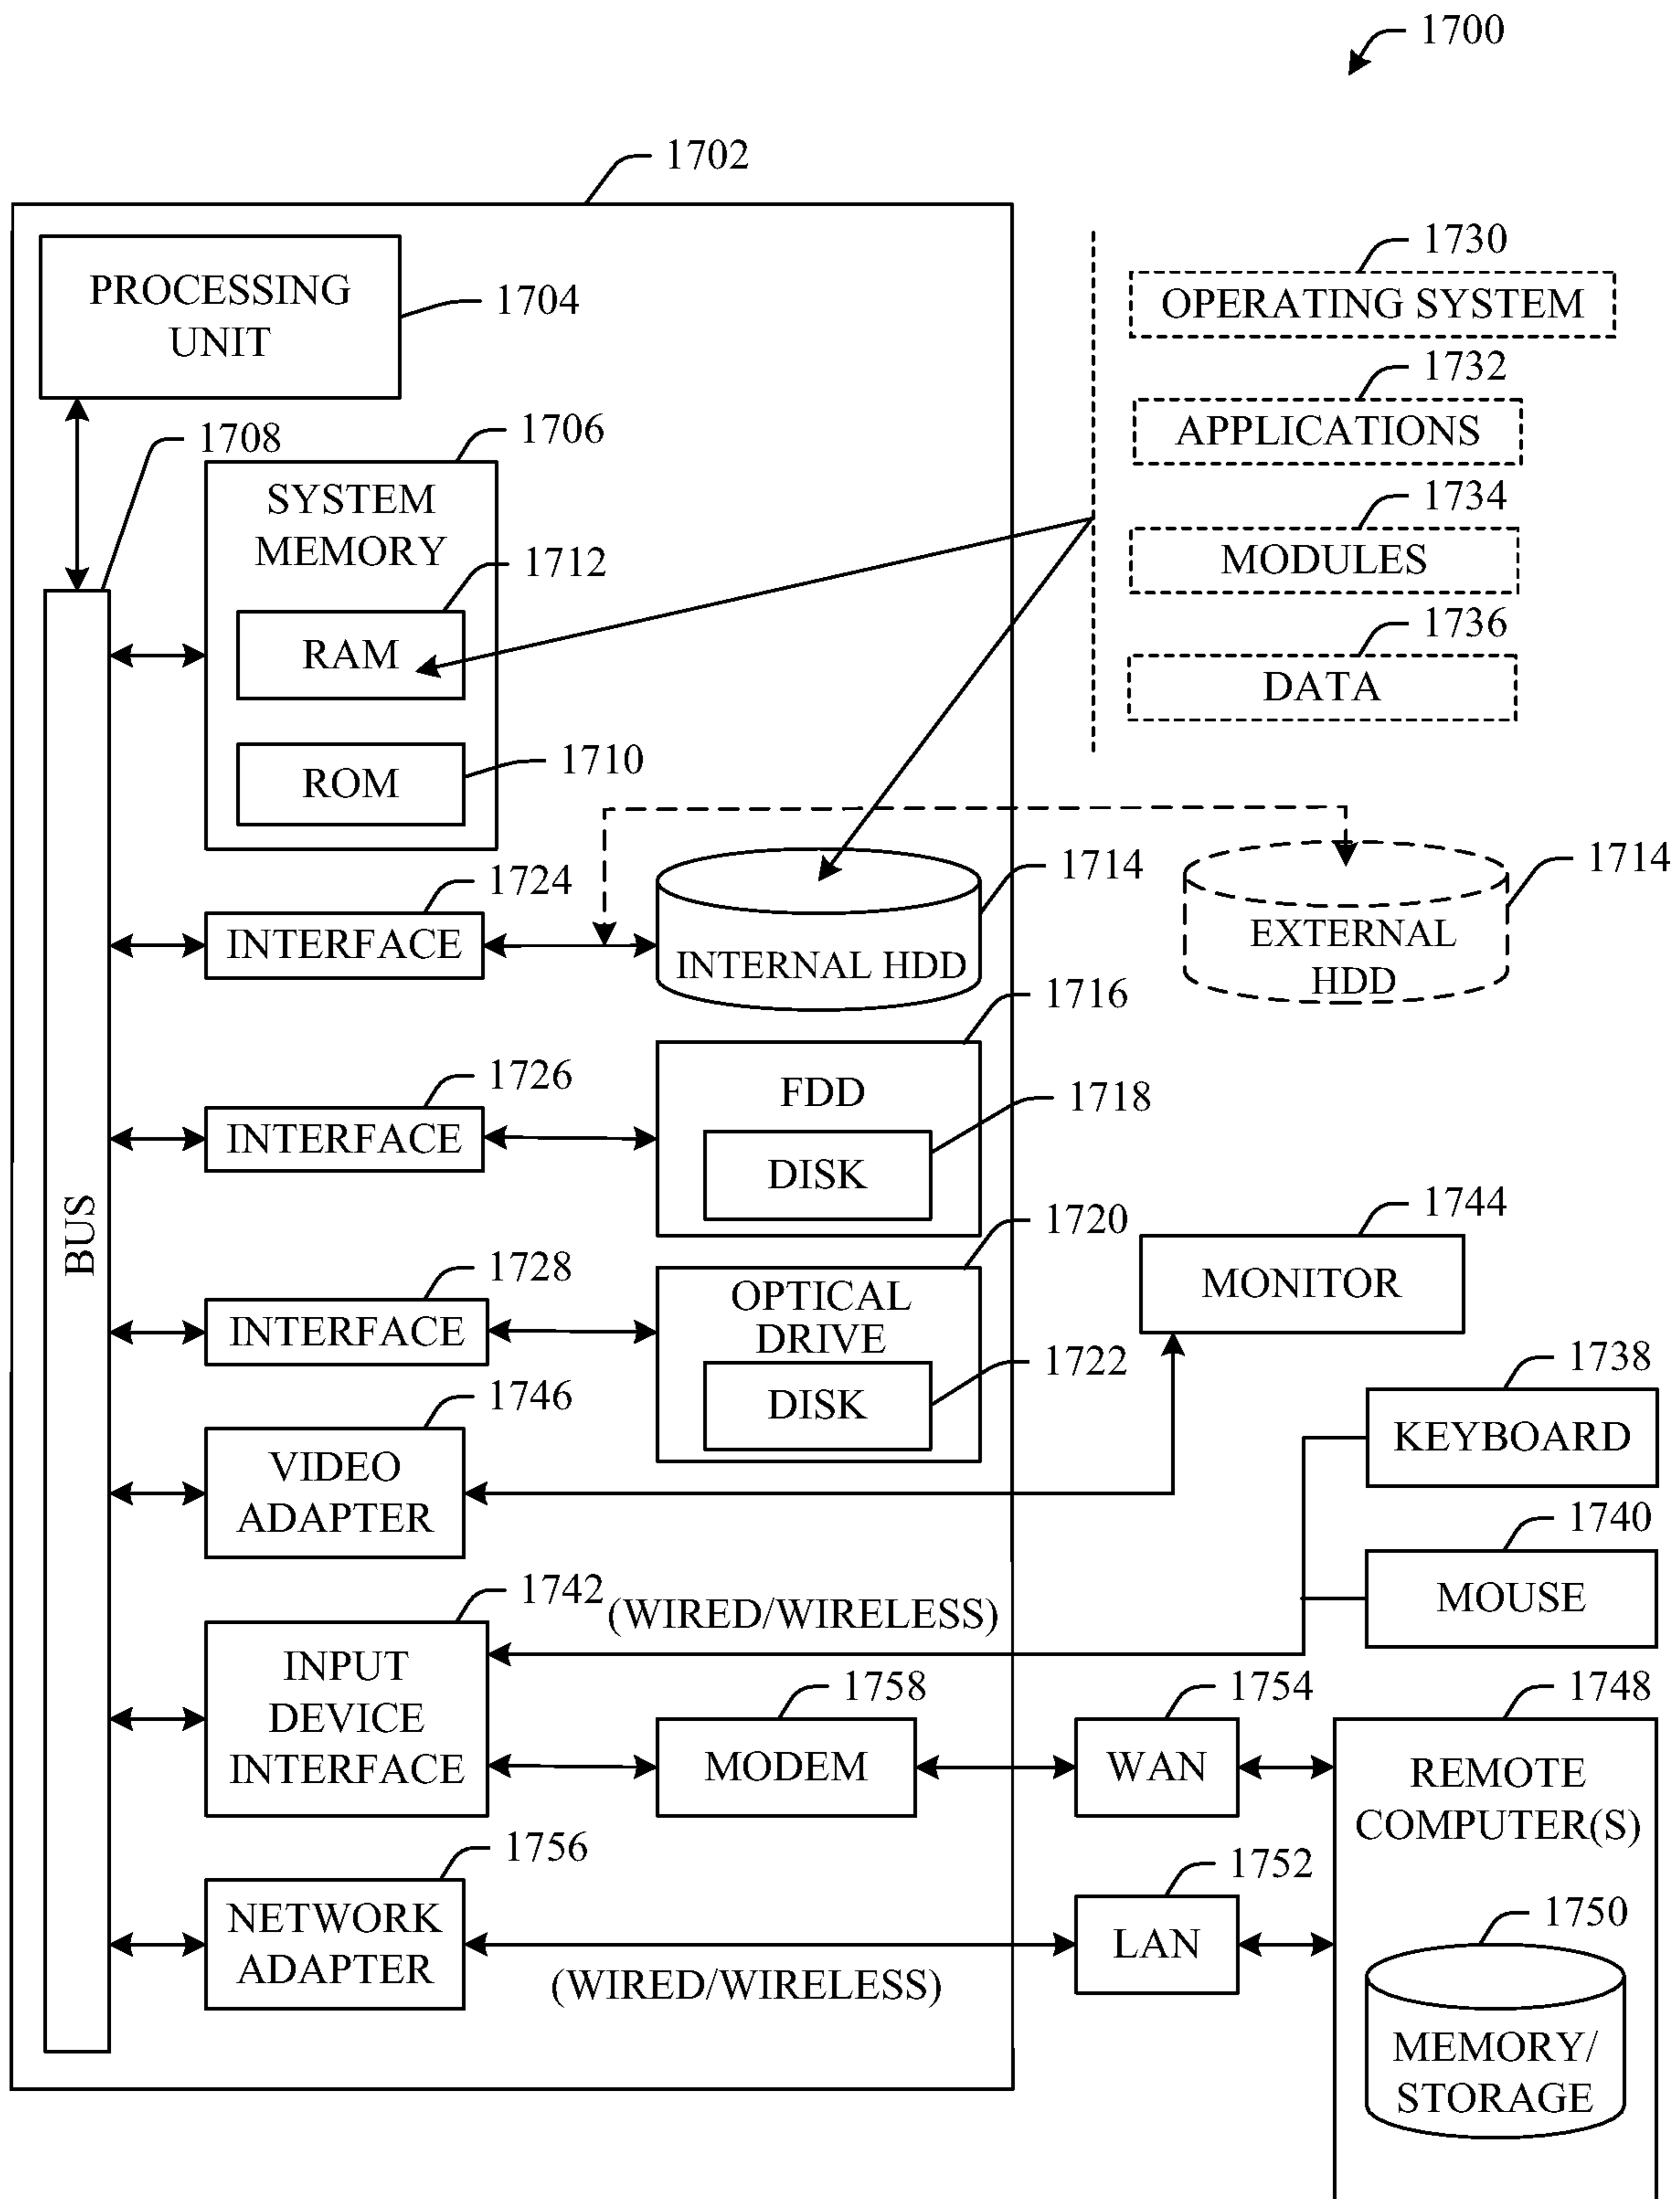 1700
1702
PROCESSING
UNIT
1704
1730
OPERATING SYSTEM
1732
APPLICATIONS
1734
MODULES
1736
DATA
1708
1706
SYSTEM
MEMORY
1712
RAM
1710
ROM
1724
INTERFACE
1714
INTERNAL HDD
1714
EXTERNAL
HDD
1716
FDD
1726
INTERFACE
1718
DISK
BUS
1720
OPTICAL
DRIVE
1728
INTERFACE
1722
DISK
1744
MONITOR
1746
VIDEO
ADAPTER
1738
KEYBOARD
1740
MOUSE
1742
(WIRED/WIRELESS)
INPUT
DEVICE
INTERFACE
1758
MODEM
1754
WAN
1748
REMOTE
COMPUTER(S)
1756
NETWORK
ADAPTER
(WIRED/WIRELESS)
1752
LAN
1750
MEMORY/
STORAGE